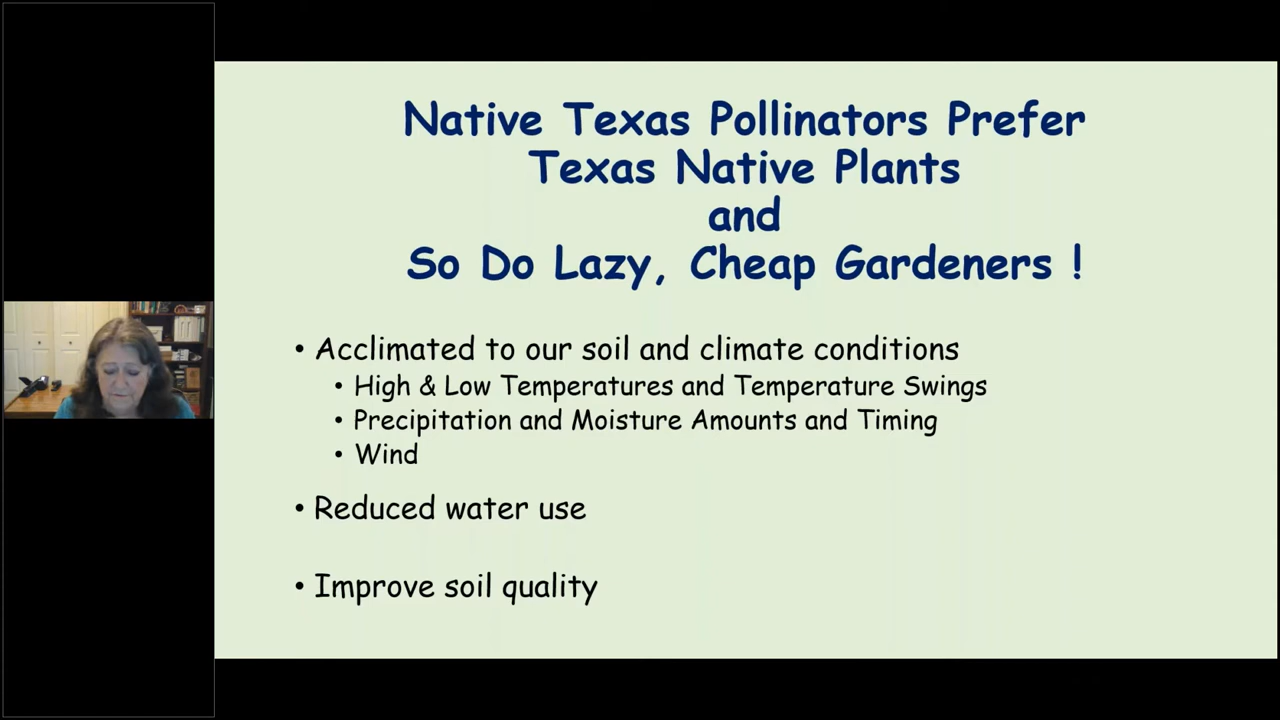 Native Texas Pollinators Prefer
Texas Native Plants
and
So Do Lazy, Cheap Gardeners !
• Acclimated to our soil and climate conditions
• High & Low Temperatures and Temperature Swings
• Precipitation and Moisture Amounts and Timing
• Wind
• Reduced water use
• Improve soil quality